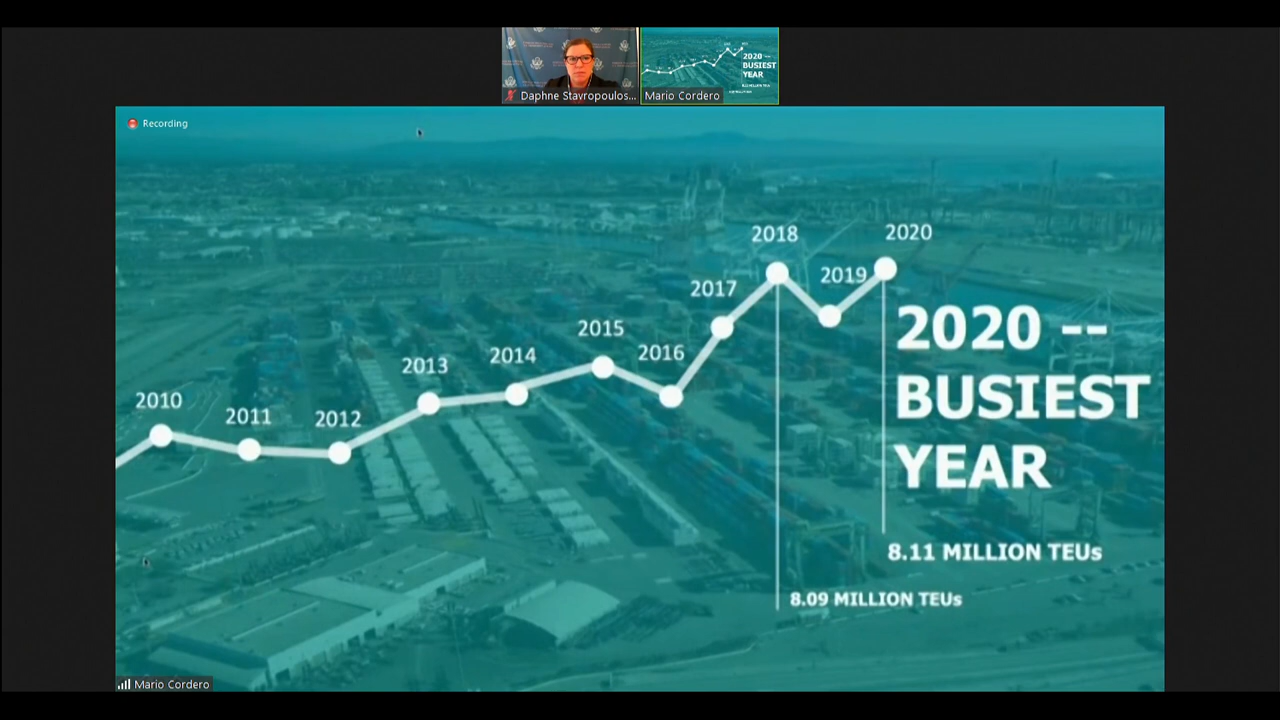 Daphne Stavropoulos...
Mario Cordero
2020 --
BUSIEST
YEAR
Recording
2010
2011
2012
2013
2014
2015
2016
2017
2018
2019
2020
2020 --
BUSIEST
YEAR
8.11 MILLION TEUs
8.09 MILLION TEUs
Mario Cordero